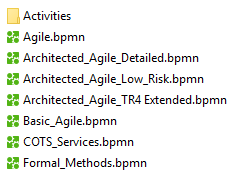 Activities
Agile.bpmn
Architected_Agile_Detailed.bpmn
Architected_Agile_Low_Risk.bpmn
Architected_Agile_TR4 Extended.bpmn
Basic_Agile.bpmn
COTS_Services.bpmn
Formal_Methods.bpmn